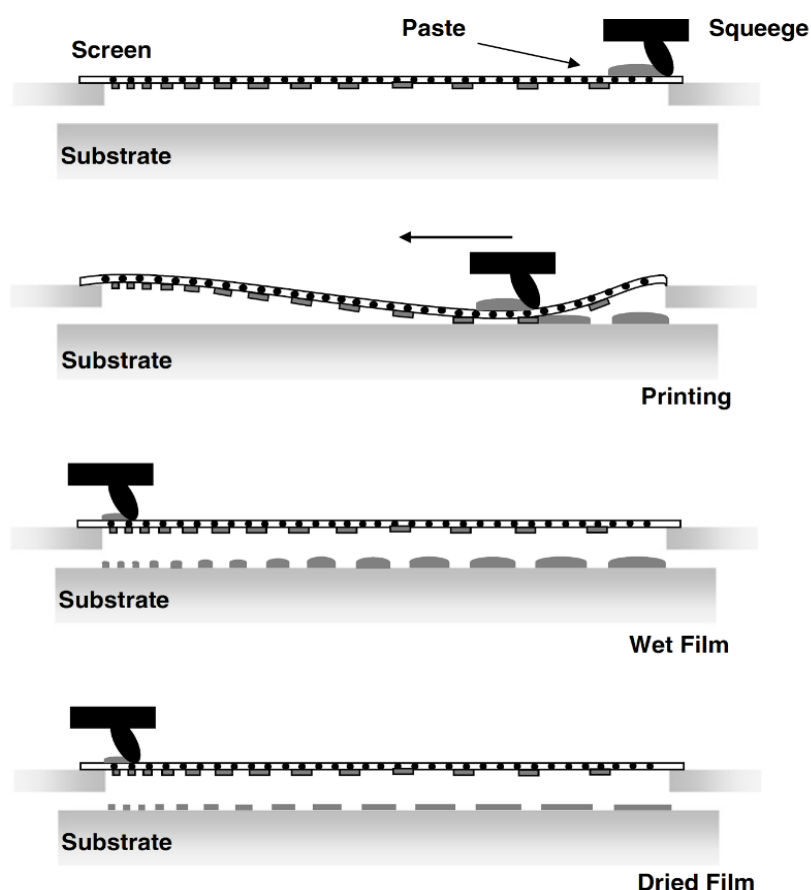 Paste
Squeege
Screen
Substrate
Substrate
Printing
Substrate
Wet Film
Substrate
Dried Film